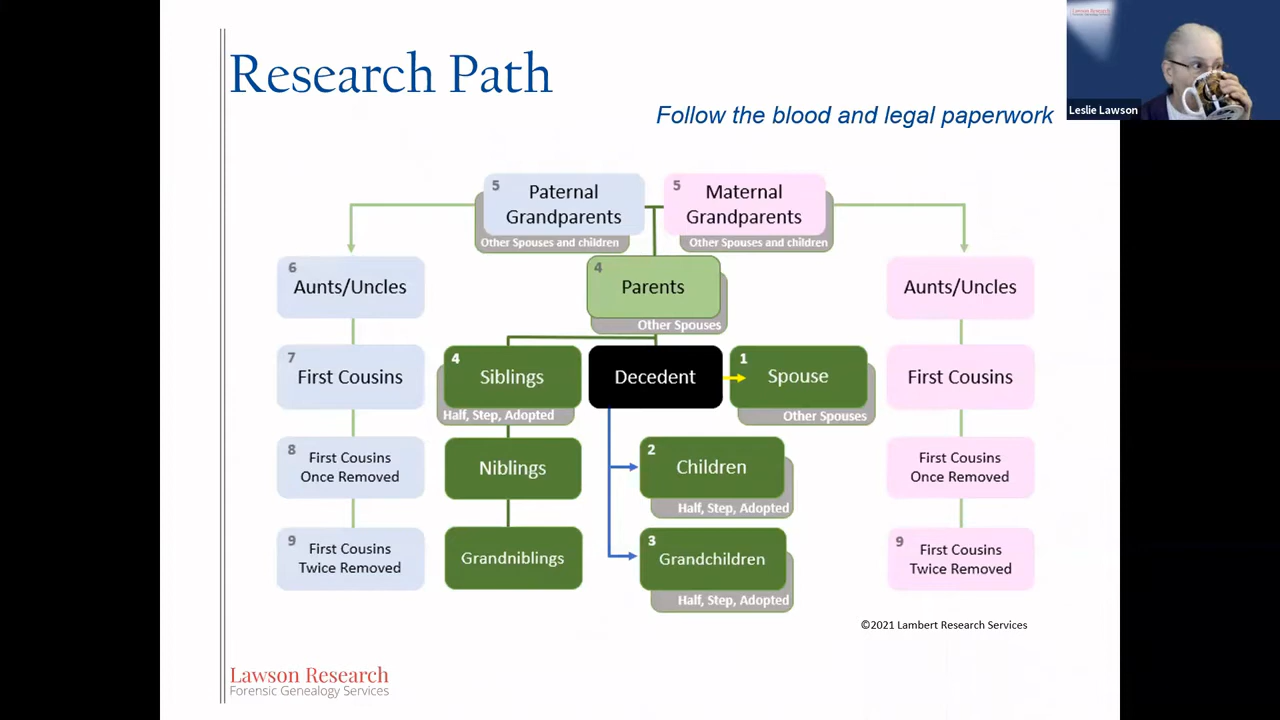 Research Path
Follow the blood and legal paperwork
Lawson Research
Leslie Lawson
5
Paternal
Grandparents
Other Spouses and children
5
Maternal
Grandparents
Other Spouses and children
6
Aunts/Uncles
4
Parents
Other Spouses
Aunts/Uncles
7
First Cousins
4
Siblings
Half, Step, Adopted
Decedent
1
Spouse
Other Spouses
First Cousins
8
First Cousins
Once Removed
Niblings
2
Children
Half, Step, Adopted
First Cousins
Once Removed
9
First Cousins
Twice Removed
Grandniblings
3
Grandchildren
Half, Step, Adopted
9
First Cousins
Twice Removed
©2021 Lambert Research Services
Lawson Research
Forensic Genealogy Services